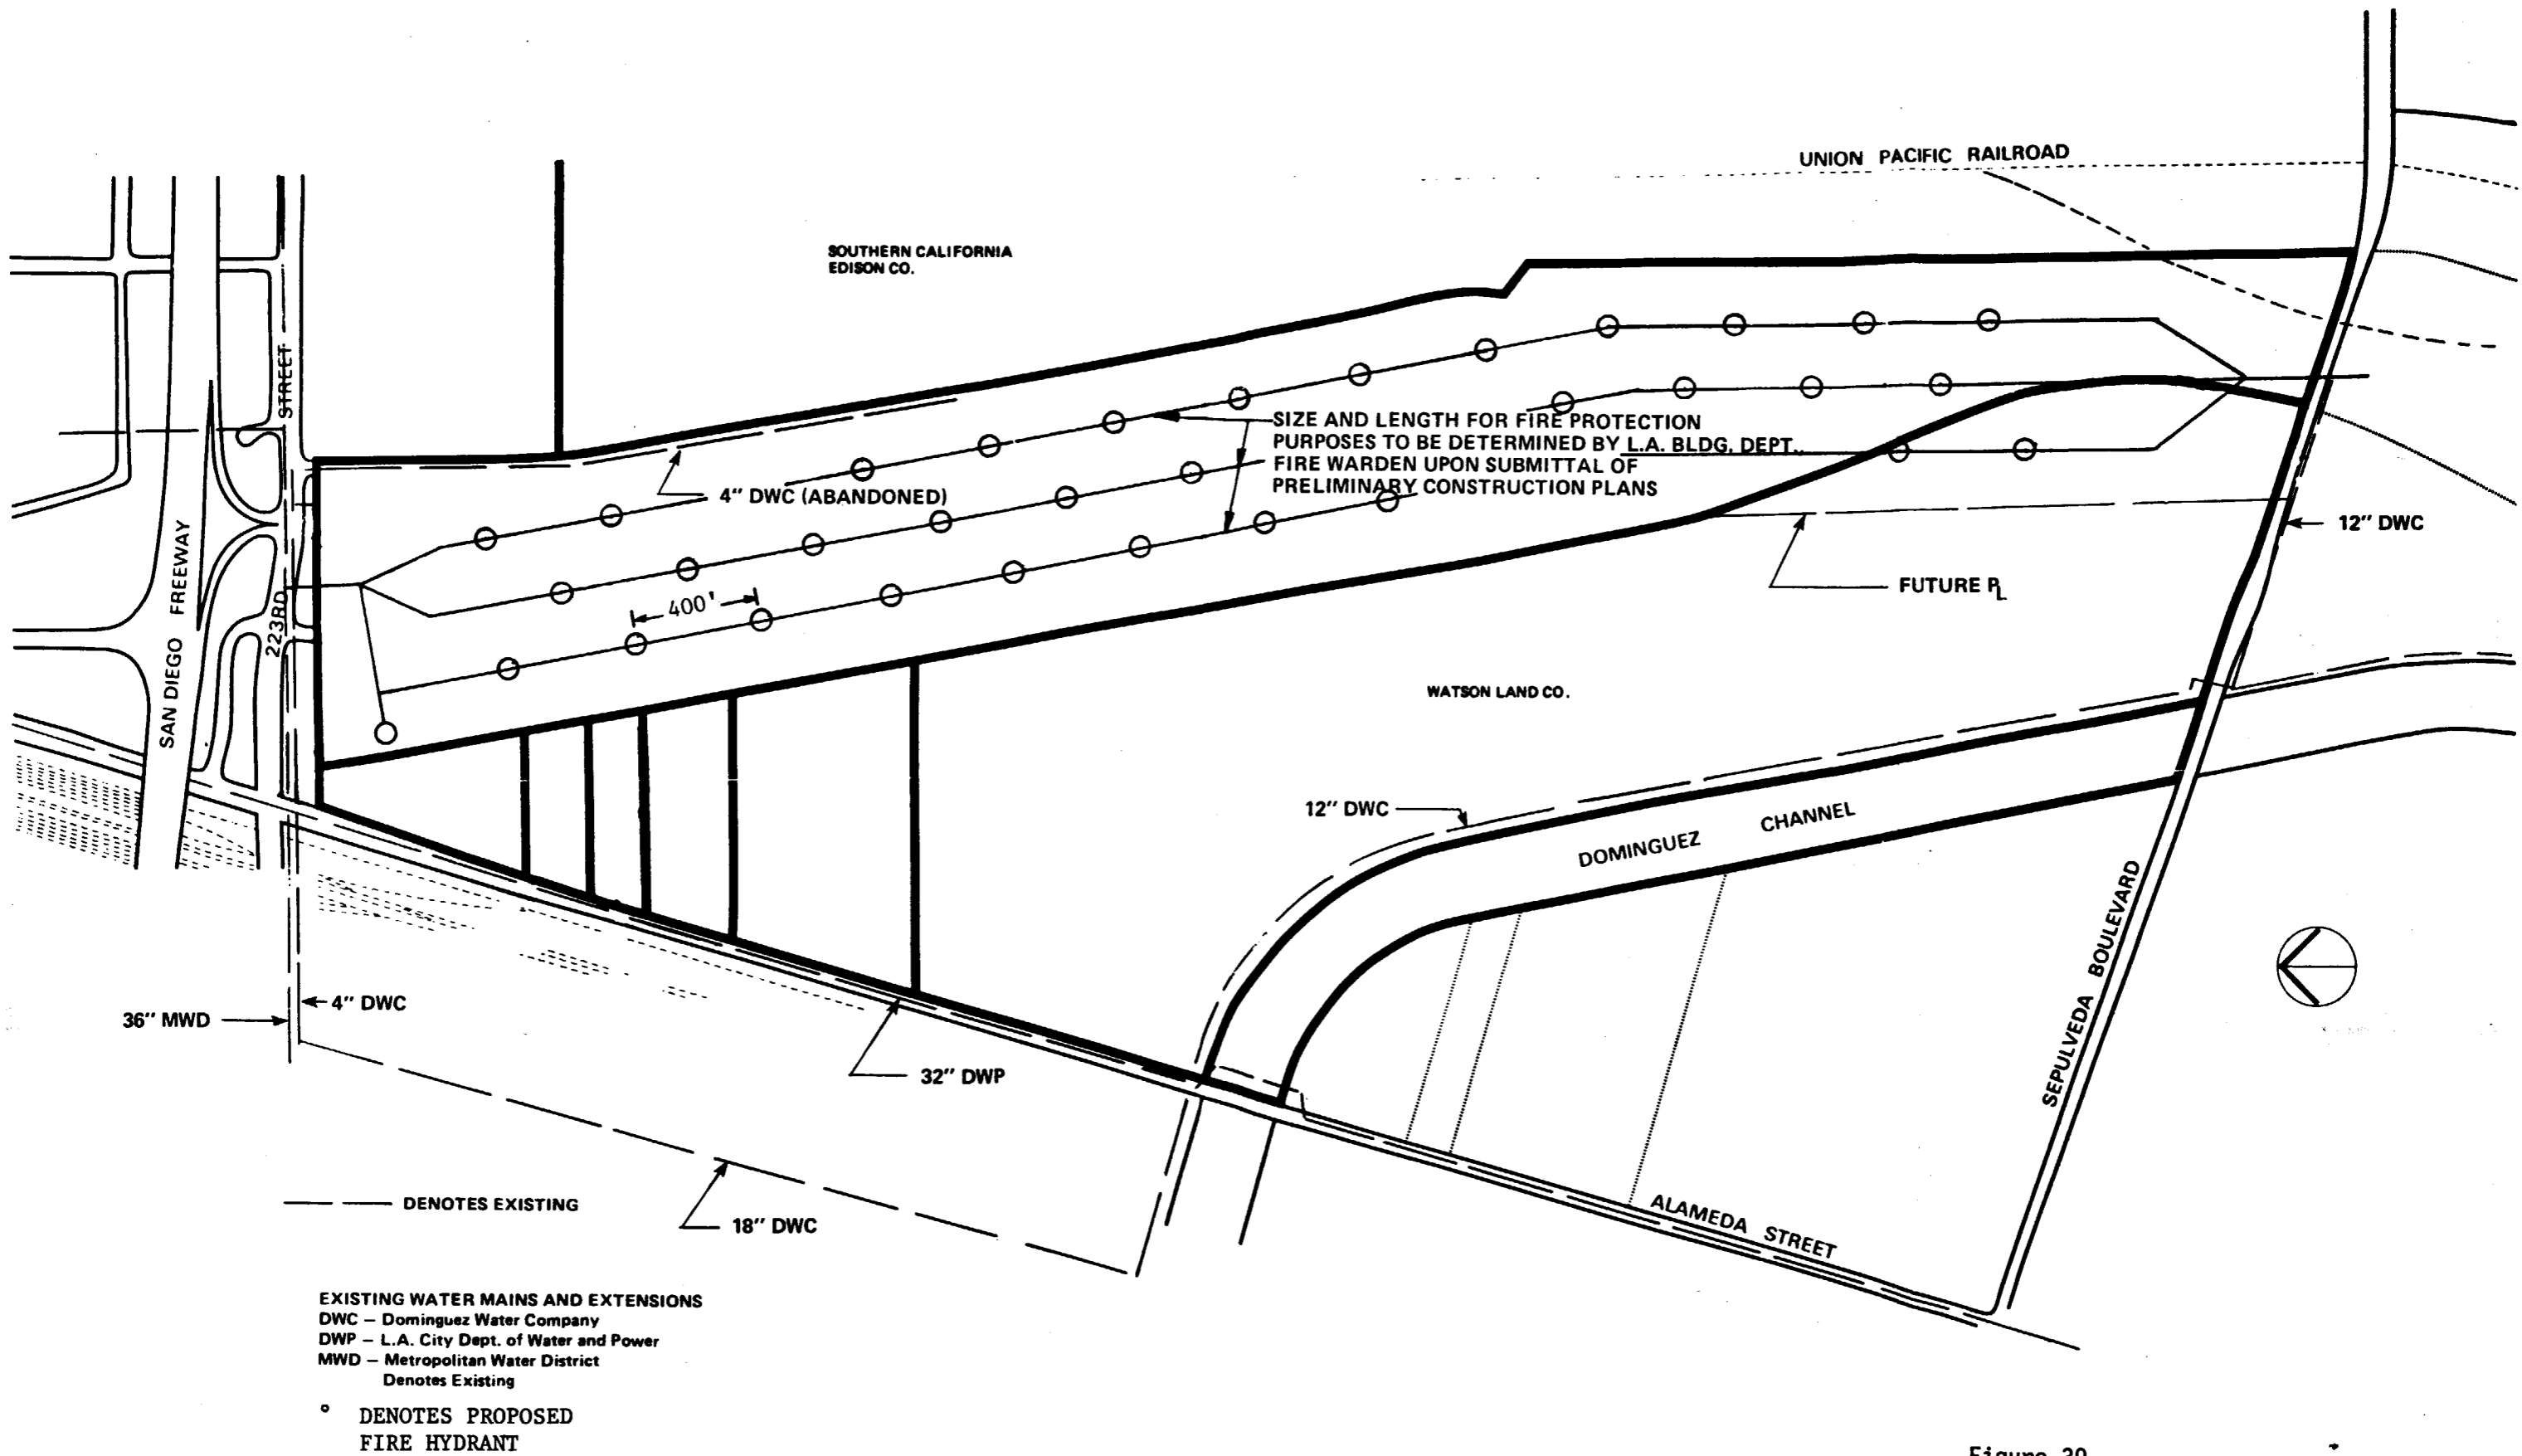 UNION PACIFIC RAILROAD
SOUTHERN CALIFORNIA
EDISON CO.
STREET
SIZE AND LENGTH FOR FIRE PROTECTION
PURPOSES TO BE DETERMINED BY L.A. BLDG. DEPT.
FIRE WARDEN UPON SUBMITTAL OF
PRELIMINARY CONSTRUCTION PLANS
4" DWC (ABANDONED)
12" DWC
SAN DIEGO FREEWAY
223RD
400'
FUTURE PL
WATSON LAND CO.
12" DWC
DOMINGUEZ CHANNEL
SEPULVEDA BOULEVARD
4" DWC
36" MWD
32" DWP
DENOTES EXISTING
18" DWC
ALAMEDA STREET
EXISTING WATER MAINS AND EXTENSIONS
DWC – Dominguez Water Company
DWP – L.A. City Dept. of Water and Power
MWD – Metropolitan Water District
Denotes Existing
° DENOTES PROPOSED
FIRE HYDRANT
Figure 20